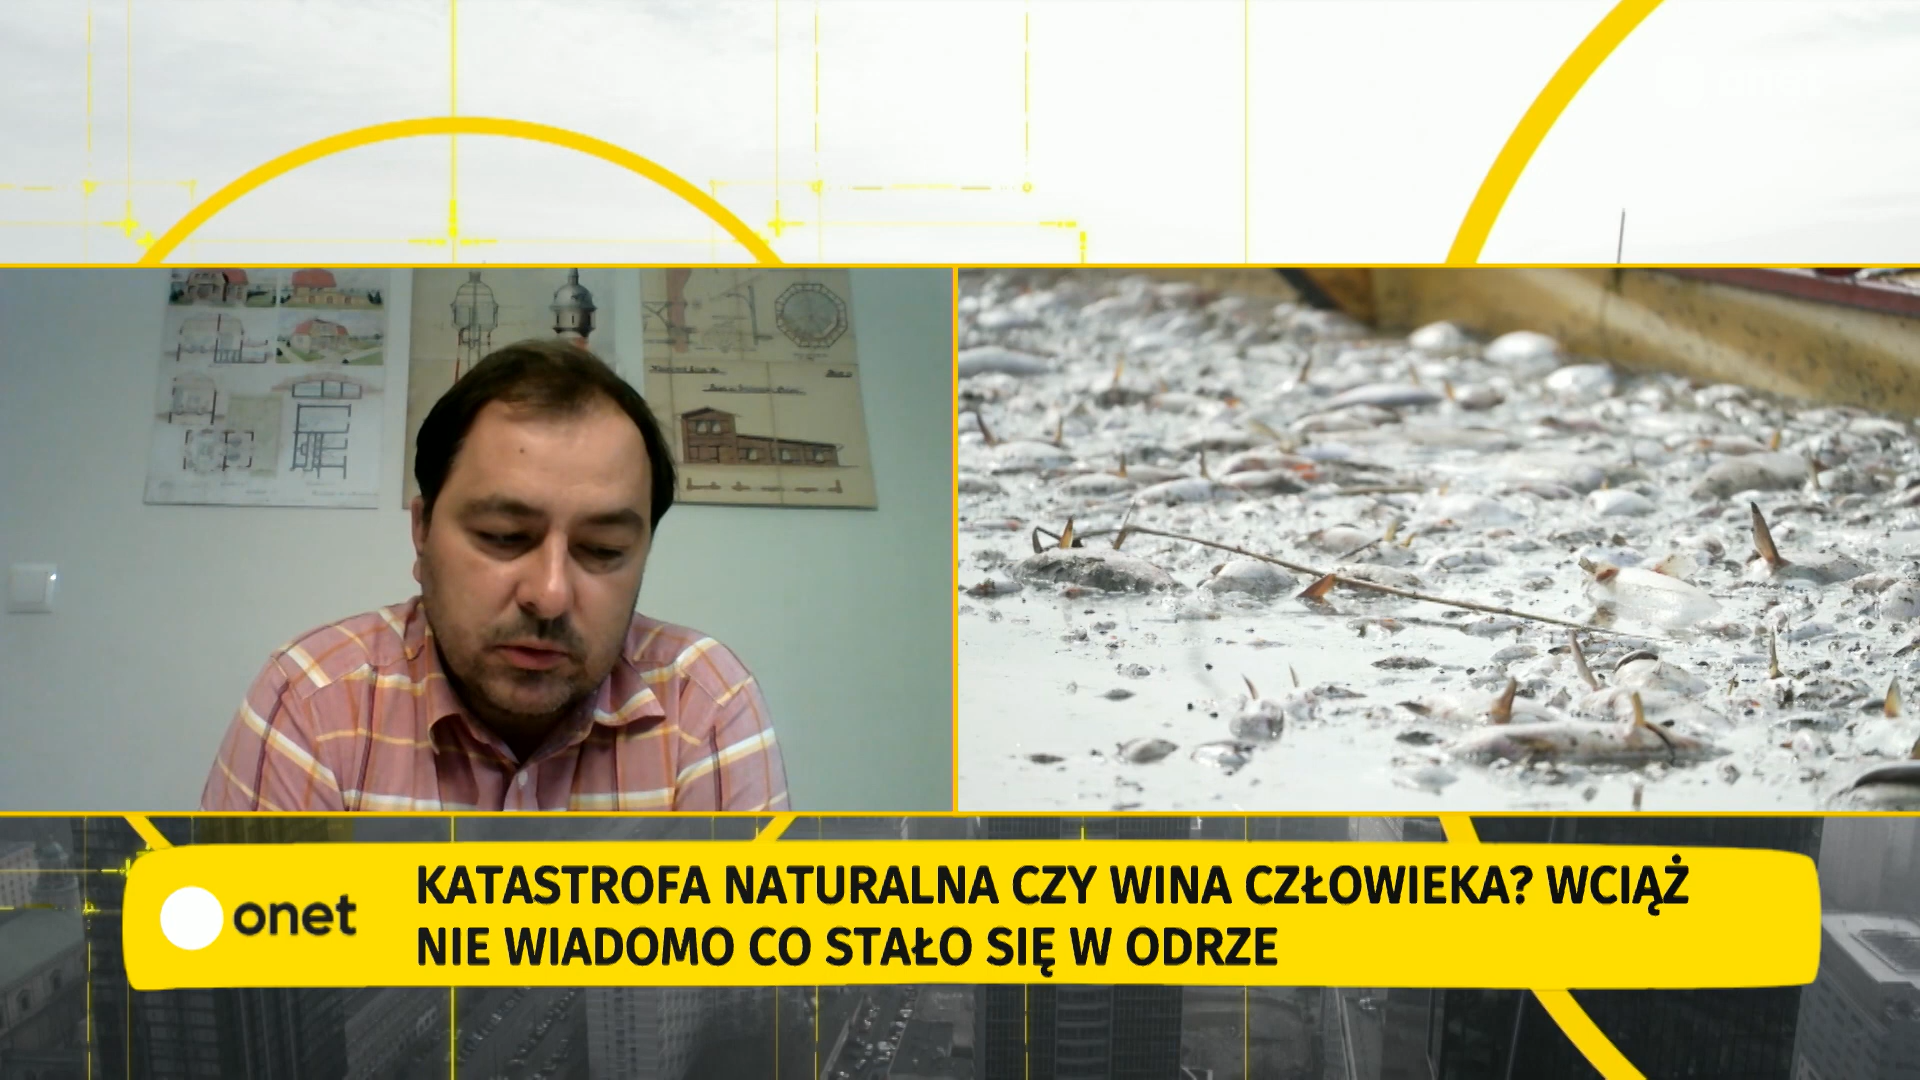 onet
KATASTROFA NATURALNA CZY WINA CZŁOWIEKA? WCIĄŻ
NIE WIADOMO CO STAŁO SIĘ W ODRZE